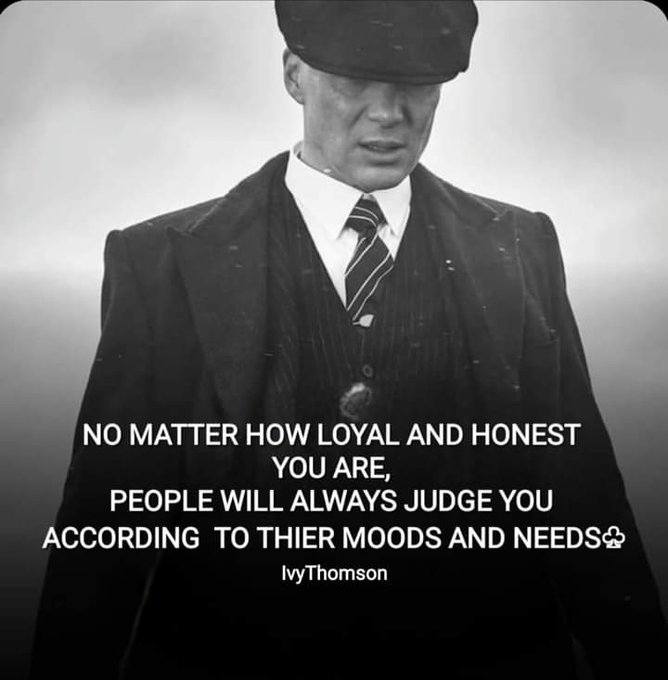 NO MATTER HOW LOYAL AND HONEST
YOU ARE,
PEOPLE WILL ALWAYS JUDGE YOU
ACCORDING  TO THIER MOODS AND NEEDS♧
IvyThomson